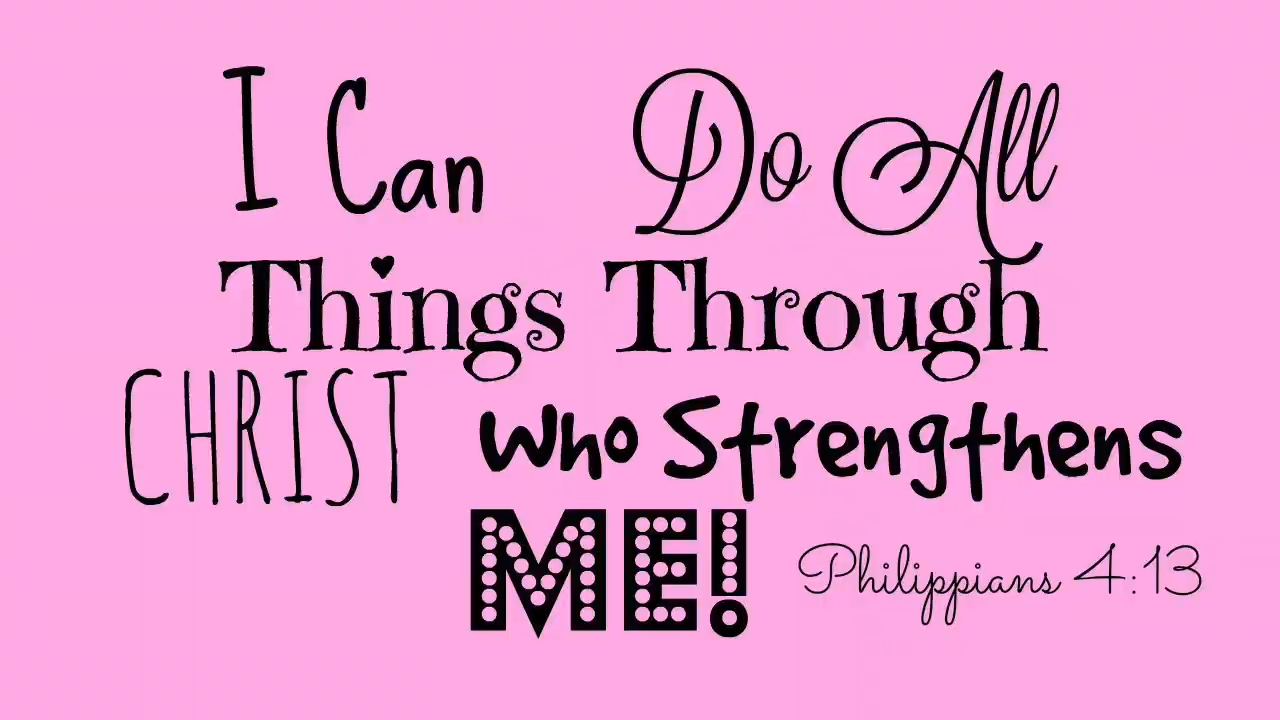 I Can Do All
Things Through
CHRIST Who Strengthens
ME! Philippians 4:13